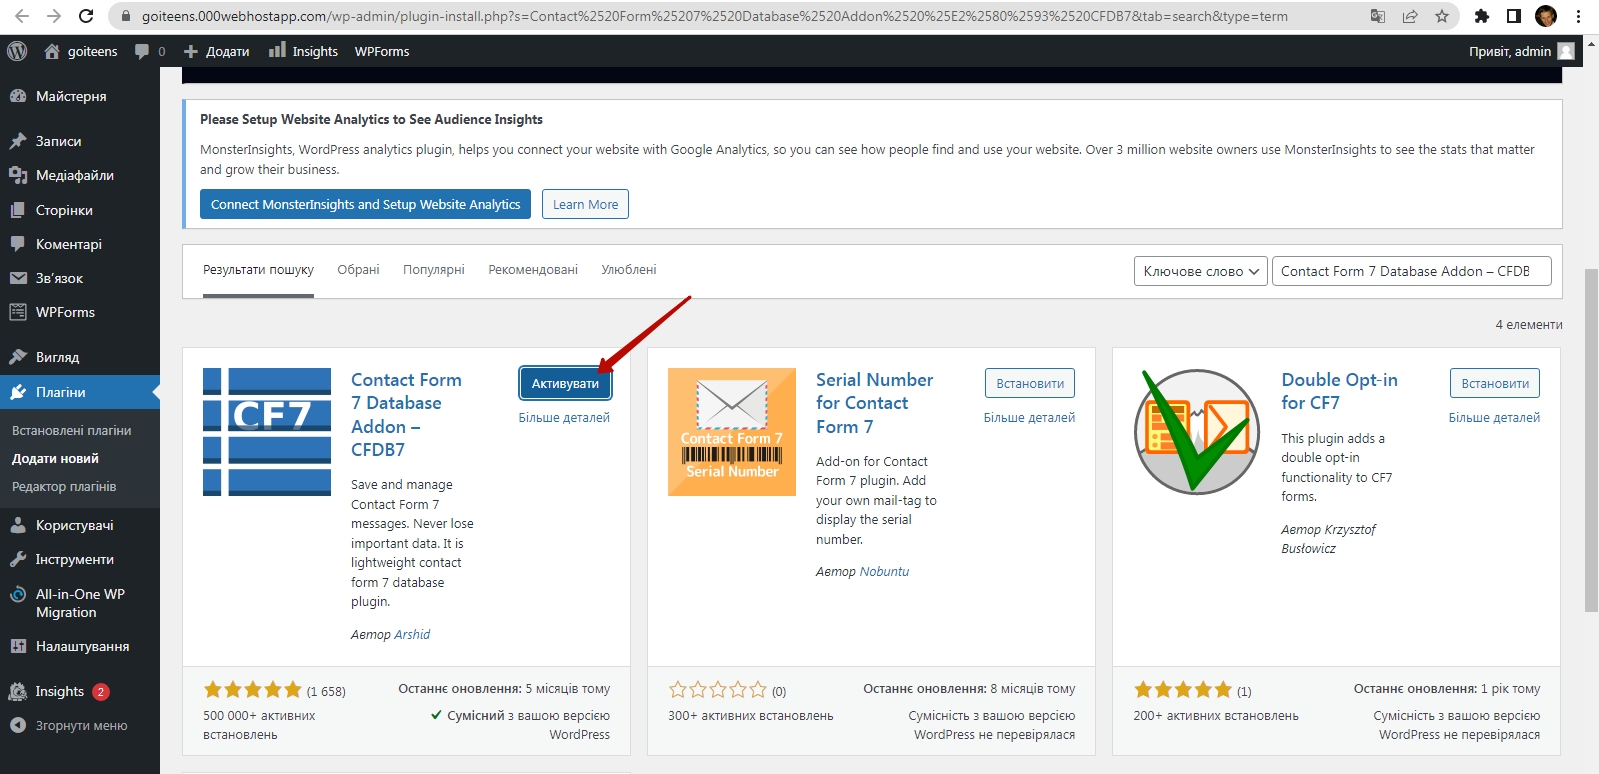 goiteens.000webhostapp.com/wp-admin/plugin-install.php?s=Contact%2520Form%25207%2520Database%2520Addon%2520%25E2%2580%2593%2520CFDB7&tab=search&type=term
goiteens 0 Додати Insights WPForms Привіт, admin
Майстерня
Записи
Медіафайли
Сторінки
Коментарі
Зв’язок
WPForms
Вигляд
Плагіни
Встановлені плагіни
Додати новий
Редактор плагінів
Користувачі
Інструменти
All-in-One WP
Migration
Налаштування
Insights 2
Згорнути меню
Please Setup Website Analytics to See Audience Insights
MonsterInsights, WordPress analytics plugin, helps you connect your website with Google Analytics, so you can see how people find and use your website. Over 3 million website owners use MonsterInsights to see the stats that matter
and grow their business.
Connect MonsterInsights and Setup Website Analytics Learn More
Результати пошуку Обрані Популярні Рекомендовані Улюблені Ключове слово Contact Form 7 Database Addon – CFDB
4 елементи
CF7
Contact Form
7 Database
Addon –
CFDB7
Активувати
Більше деталей
Save and manage
Contact Form 7
messages. Never lose
important data. It is
lightweight contact
form 7 database
plugin.
Автор Arshid
(1 658)
500 000+ активних
встановлень
Останнє оновлення: 5 місяців тому
Сумісний з вашою версією
WordPress
Contact Form 7
Serial Number
Serial Number
for Contact
Form 7
Встановити
Більше деталей
Add-on for Contact
Form 7 plugin. Add
your own mail-tag to
display the serial
number.
Автор Nobuntu
(0)
300+ активних встановлень
Останнє оновлення: 8 місяців тому
Сумісність з вашою версією
WordPress не перевірялася
Double Opt-in
for CF7
Встановити
Більше деталей
This plugin adds a
double opt-in
functionality to CF7
forms.
Автор Krzysztof
Busłowicz
(1)
200+ активних встановлень
Останнє оновлення: 1 рік тому
Сумісність з вашою версією
WordPress не перевірялася